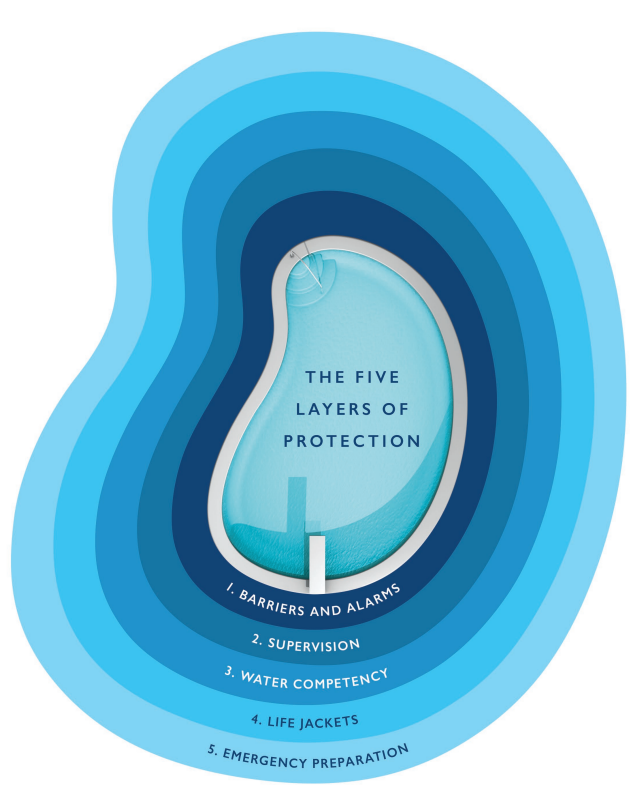 THE FIVE
LAYERS OF
PROTECTION
1. BARRIERS AND ALARMS
2. SUPERVISION
3. WATER COMPETENCY
4. LIFE JACKETS
5. EMERGENCY PREPARATION